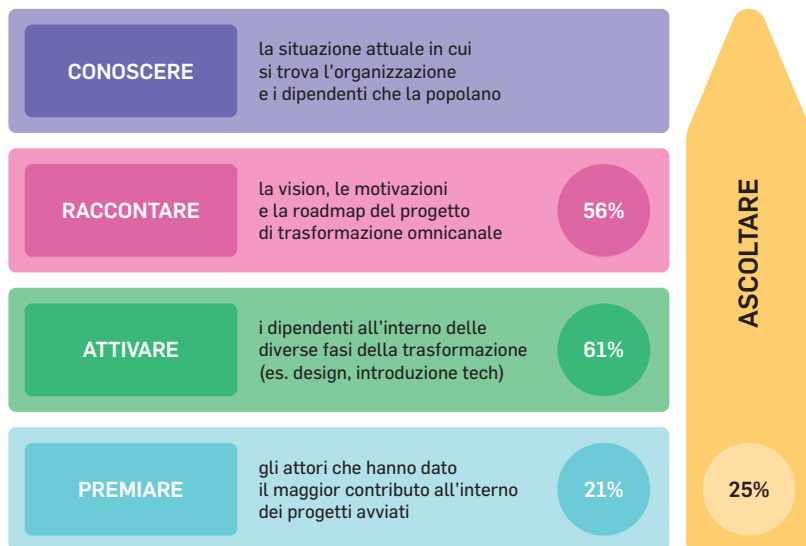 CONOSCERE
la situazione attuale in cui
si trova l'organizzazione
e i dipendenti che la popolano
RACCONTARE
la vision, le motivazioni
e la roadmap del progetto
di trasformazione omnicanale
56%
ATTIVARE
i dipendenti all'interno delle
diverse fasi della trasformazione
(es. design, introduzione tech)
61%
PREMIARE
gli attori che hanno dato
il maggior contributo all'interno
dei progetti avviati
21%
ASCOLTARE
25%